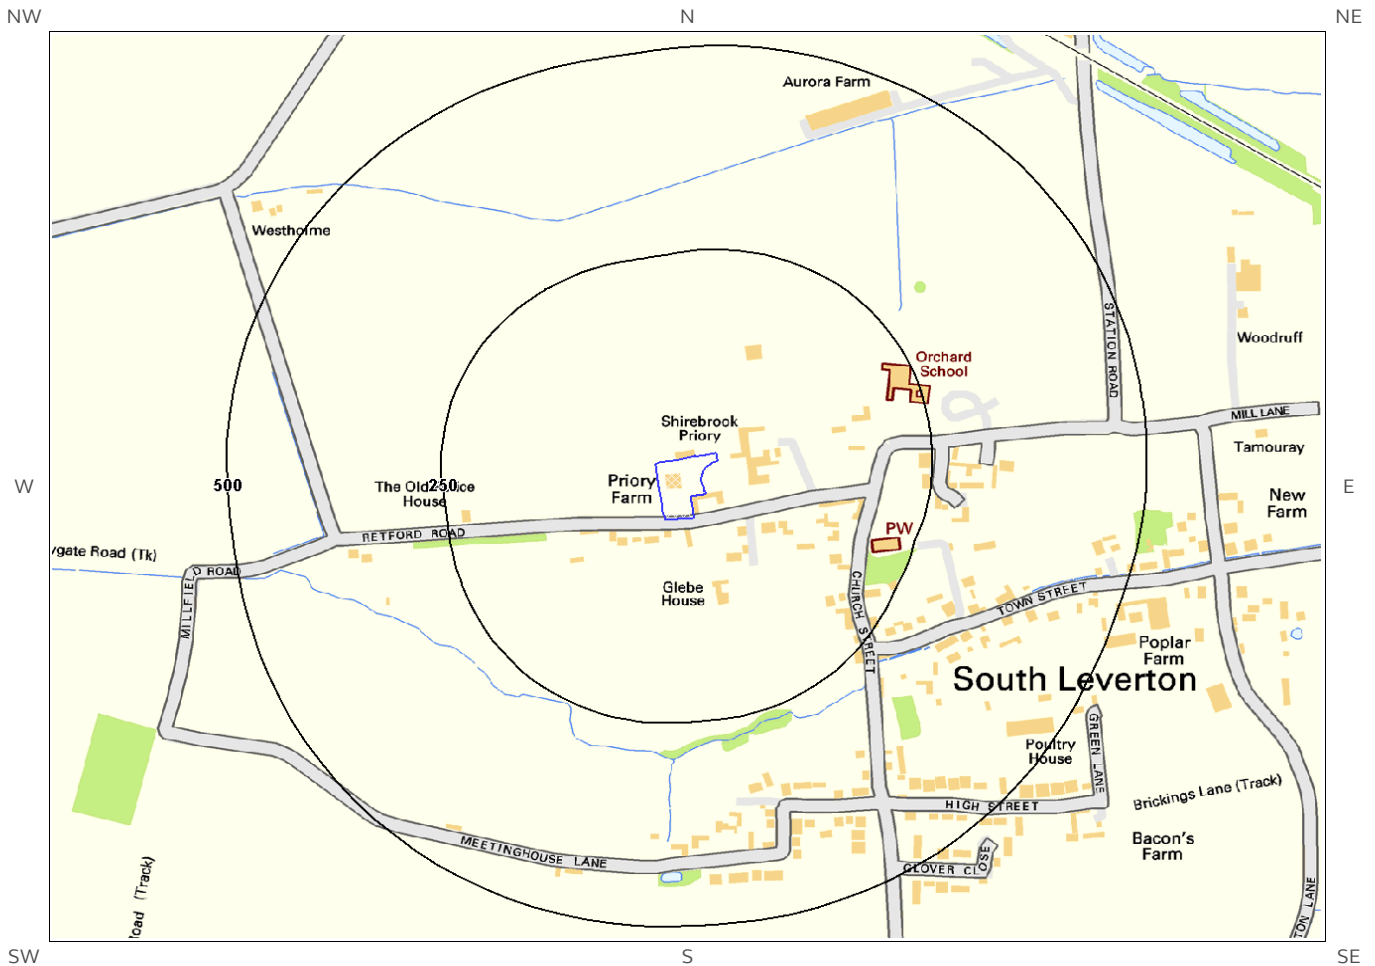 NW
N
NE
Aurora Farm
Westholme
STATION ROAD
Woodruff
Orchard
School
MILL LANE
Shirebrook
Priory
Tamouray
W
500
The Old
ice
House
250
Priory
Farm
E
New
Farm
RETFORD ROAD
PW
ygate Road (Tk)
MILLFIELD ROAD
Glebe
House
CHURCH STREET
TOWN STREET
Poplar
Farm
South Leverton
GREEN LANE
Poultry
House
Brickings Lane (Track)
HIGH STREET
Bacon's
Farm
MEETINGHOUSE LANE
GLOVER CLOSE
oad (Track)
TON LANE
SW
S
SE